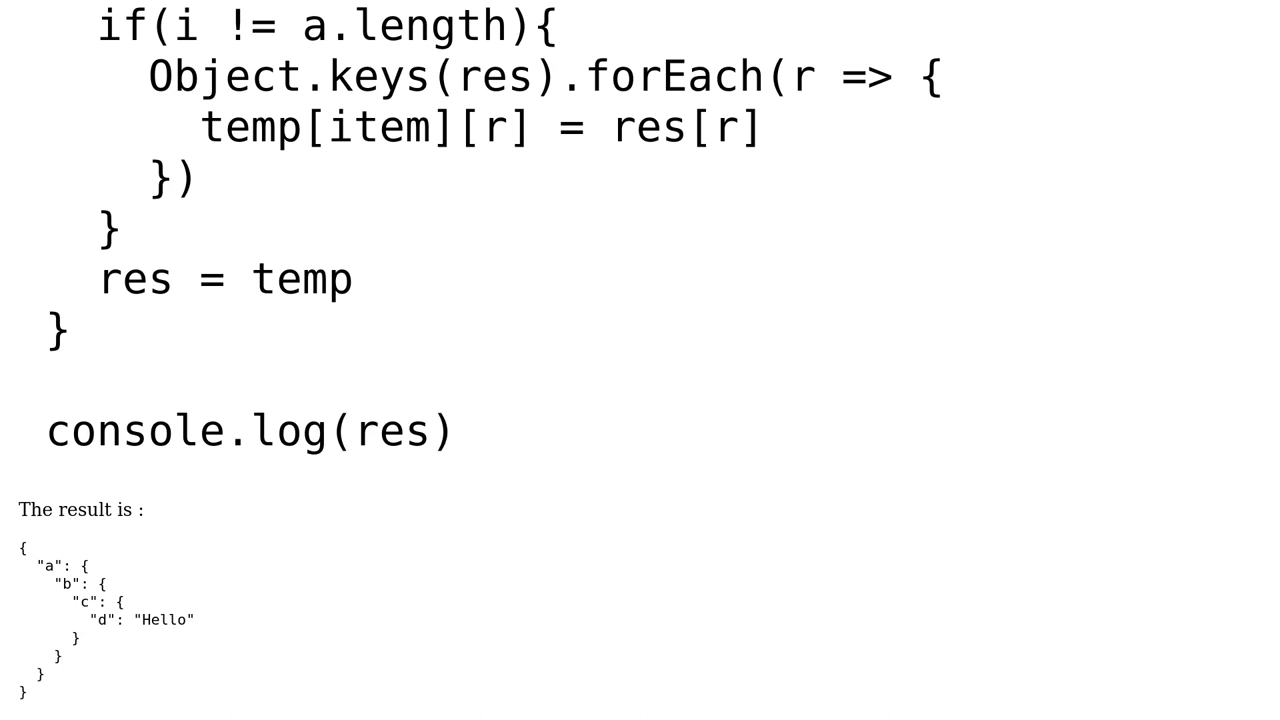 if(i != a.length){
Object.keys(res).forEach(r => {
temp[item][r] = res[r]
})
}
res = temp
}
console.log(res)
The result is :
{
"a": {
"b": {
"c": {
"d": "Hello"
}
}
}
}